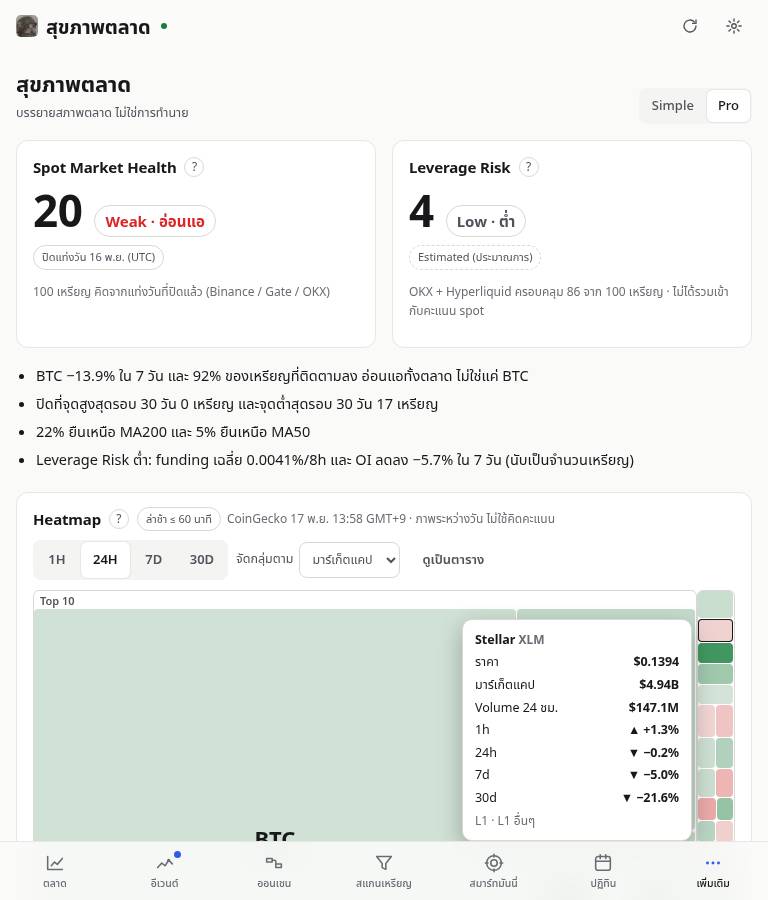 สุขภาพตลาด
สุขภาพตลาด
บรรยายสภาพตลาด ไม่ใช่การทำนาย
Simple Pro
Spot Market Health ?
20 Weak · อ่อนแอ
ปิดแท่งวัน 16 พ.ย. (UTC)
100 เหรียญ คิดจากแท่งวันที่ปิดแล้ว (Binance / Gate / OKX)
Leverage Risk ?
4 Low · ต่ำ
Estimated (ประมาณการ)
OKX + Hyperliquid ครอบคลุม 86 จาก 100 เหรียญ · ไม่ได้รวมเข้า
กับคะแนน spot
BTC −13.9% ใน 7 วัน และ 92% ของเหรียญที่ติดตามลง อ่อนแอทั้งตลาด ไม่ใช่แค่ BTC
ปิดที่จุดสูงสุดรอบ 30 วัน 0 เหรียญ และจุดต่ำสุดรอบ 30 วัน 17 เหรียญ
22% ยืนเหนือ MA200 และ 5% ยืนเหนือ MA50
Leverage Risk ต่ำ: funding เฉลี่ย 0.0041%/8h และ OI ลดลง −5.7% ใน 7 วัน (นับเป็นจำนวนเหรียญ)
Heatmap ? ล่าช้า ≤ 60 นาที CoinGecko 17 พ.ย. 13:58 GMT+9 · ภาพระหว่างวัน ไม่ใช้คิดคะแนน
1H 24H 7D 30D จัดกลุ่มตาม มาร์เก็ตแคป ดูเป็นตาราง
Top 10
BTC
Stellar XLM
ราคา $0.1394
มาร์เก็ตแคป $4.94B
Volume 24 ชม. $147.1M
1h ▲ +1.3%
24h ▼ −0.2%
7d ▼ −5.0%
30d ▼ −21.6%
L1 · L1 อื่นๆ
ตลาด อีเวนต์ ออนเชน สแกนเหรียญ สมาร์ทมันนี่ ปฏิทิน เพิ่มเติม